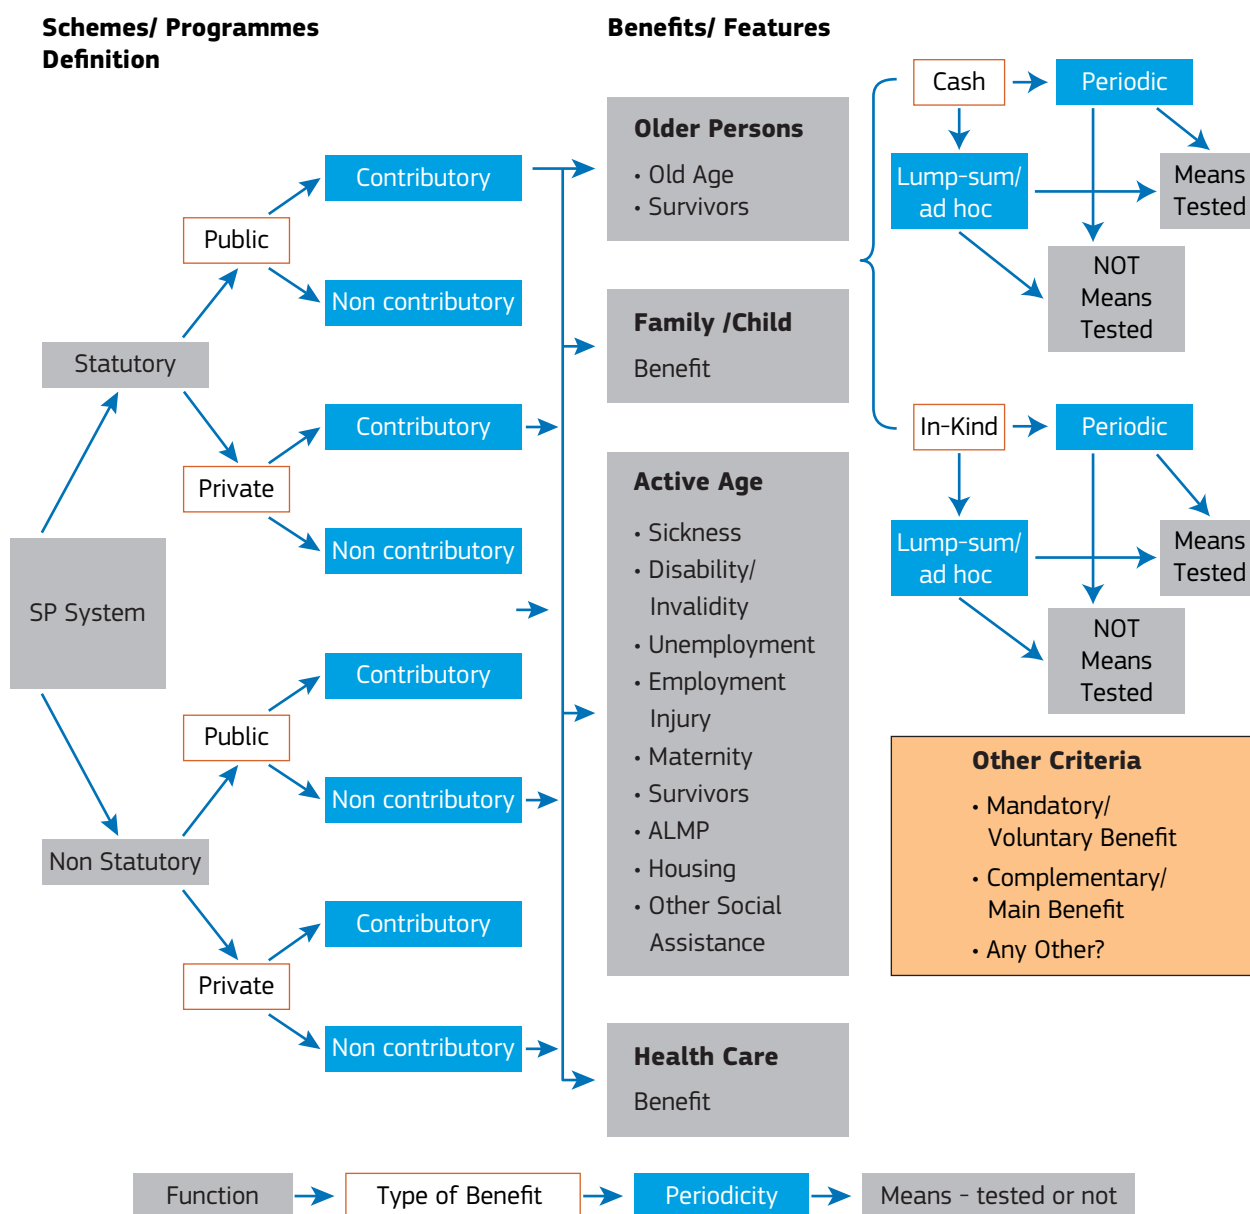 Schemes/ Programmes
Definition
SP System
Statutory
Non Statutory
Public
Private
Public
Private
Contributory
Non contributory
Contributory
Non contributory
Contributory
Non contributory
Contributory
Non contributory
Benefits/ Features
Older Persons
• Old Age
• Survivors
Family /Child
Benefit
Active Age
• Sickness
• Disability/
Invalidity
• Unemployment
• Employment
Injury
• Maternity
• Survivors
• ALMP
• Housing
• Other Social
Assistance
Health Care
Benefit
Cash
Periodic
Lump-sum/
ad hoc
Means
Tested
NOT
Means
Tested
In-Kind
Periodic
Lump-sum/
ad hoc
Means
Tested
NOT
Means
Tested
Other Criteria
• Mandatory/
Voluntary Benefit
• Complementary/
Main Benefit
• Any Other?
Function
Type of Benefit
Periodicity
Means - tested or not